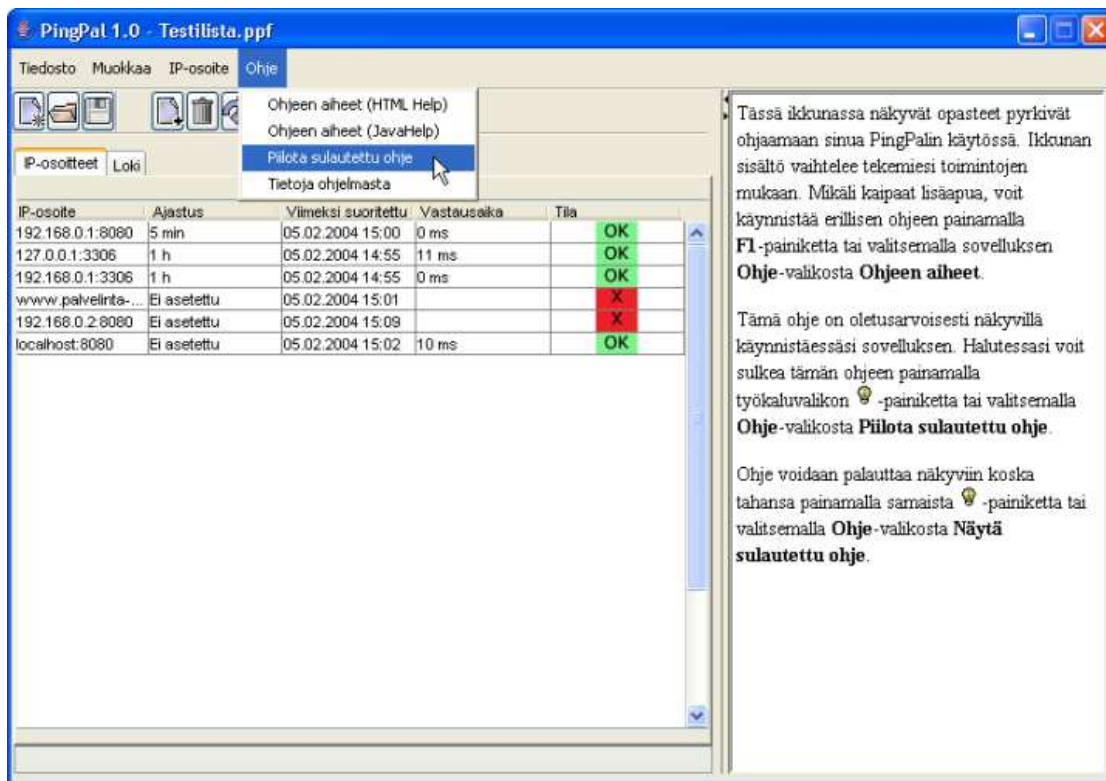 PingPal 1.0 - Testilista.ppf
Tiedosto Muokkaa IP-osoite Ohje
Ohjeen aiheet (HTML Help)
Ohjeen aiheet (JavaHelp)
Piilota sulautettu ohje
Tietoja ohjelmasta
IP-osoitteet Loki
IP-osoite Ajastus Viimeksi suoritettu Vastausaika Tila
192.168.0.1:8080 5 min 05.02.2004 15:00 0 ms OK
127.0.0.1:3306 1 h 05.02.2004 14:55 11 ms OK
192.168.0.1:3306 1 h 05.02.2004 14:55 0 ms OK
www.palvelinta-... Ei asetettu 05.02.2004 15:01 X
192.168.0.2:8080 Ei asetettu 05.02.2004 15:09 X
localhost:8080 Ei asetettu 05.02.2004 15:02 10 ms OK
Tässä ikkunassa näkyvät opasteet pyrkivät
ohjaamaan sinua PingPalin käytössä. Ikkunan
sisältö vaihtelee tekemiesi toimintojen
mukaan. Mikäli kaipaat lisäapua, voit
käynnistää erillisen ohjeen painamalla
F1-painiketta tai valitsemalla sovelluksen
Ohje-valikosta Ohjeen aiheet.
Tämä ohje on oletusarvoisesti näkyvillä
käynnistäessäsi sovelluksen. Halutessasi voit
sulkea tämän ohjeen painamalla
työkaluvalikon -painiketta tai valitsemalla
Ohje-valikosta Piilota sulautettu ohje.
Ohje voidaan palauttaa näkyviin koska
tahansa painamalla samaista -painiketta tai
valitsemalla Ohje-valikosta Näytä
sulautettu ohje.